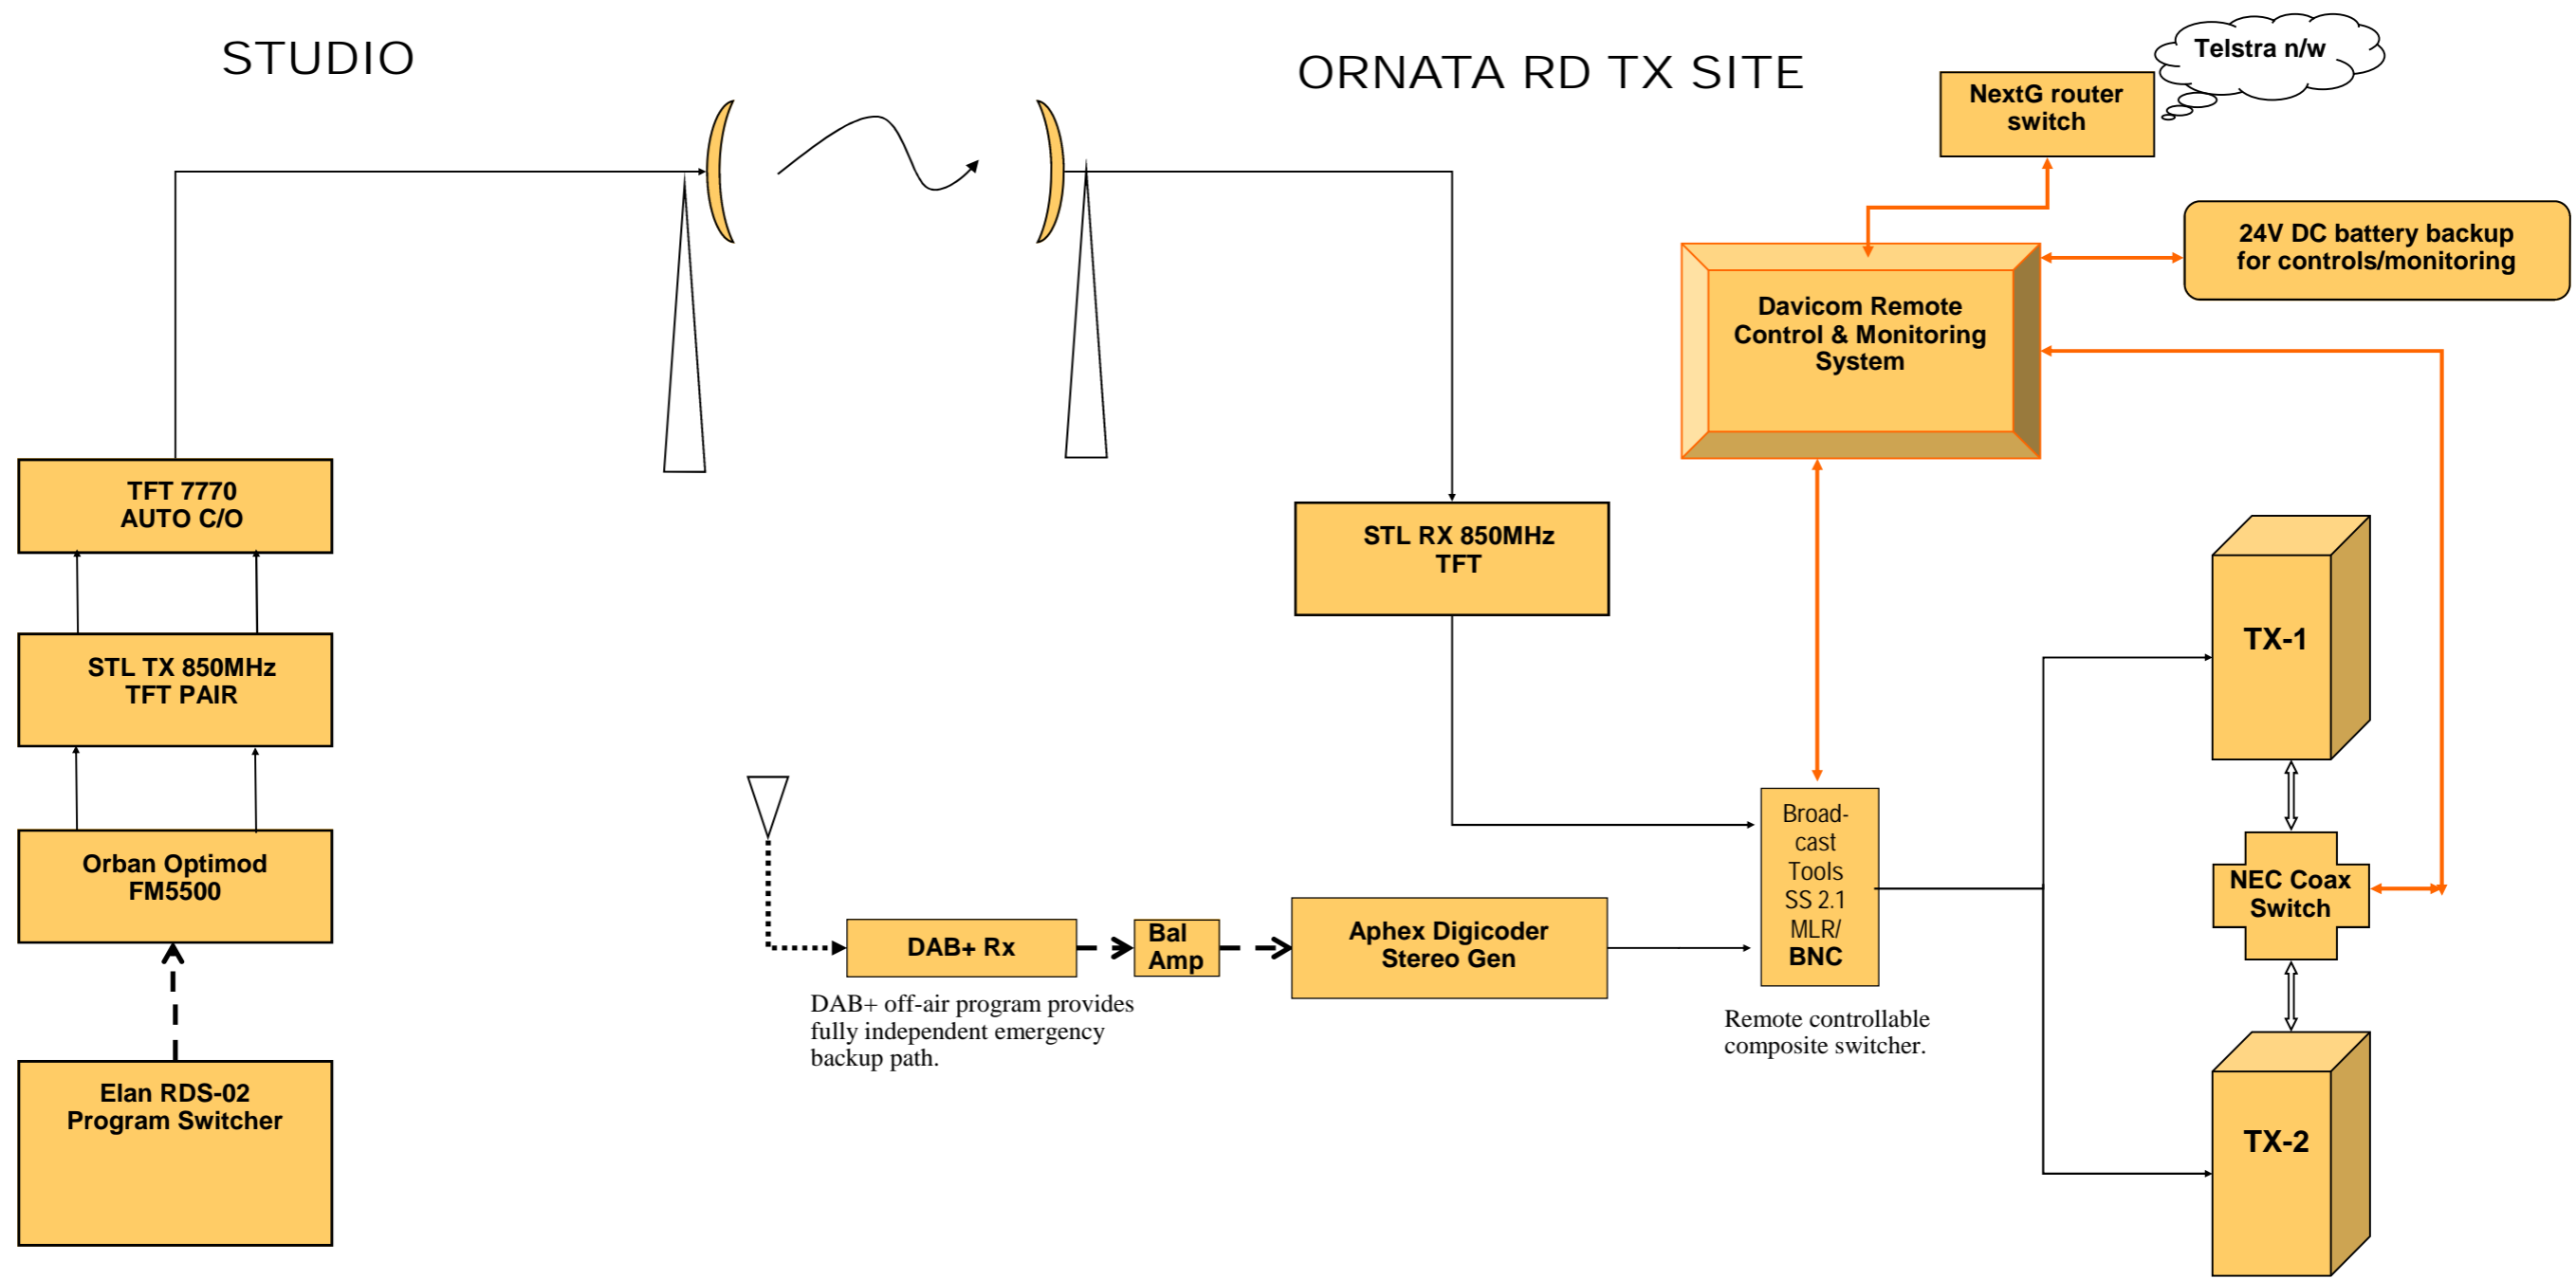 STUDIO
ORNATA RD TX SITE
Telstra n/w
NextG router
switch
24V DC battery backup
for controls/monitoring
Davicom Remote
Control & Monitoring
System
TFT 7770
AUTO C/O
STL RX 850MHz
TFT
STL TX 850MHz
TFT PAIR
TX-1
Orban Optimod
FM5500
Broad-
cast
Tools
SS 2.1
MLR/
BNC
NEC Coax
Switch
DAB+ Rx
Bal
Amp
Aphex Digicoder
Stereo Gen
DAB+ off-air program provides
fully independent emergency
backup path.
Remote controllable
composite switcher.
Elan RDS-02
Program Switcher
TX-2